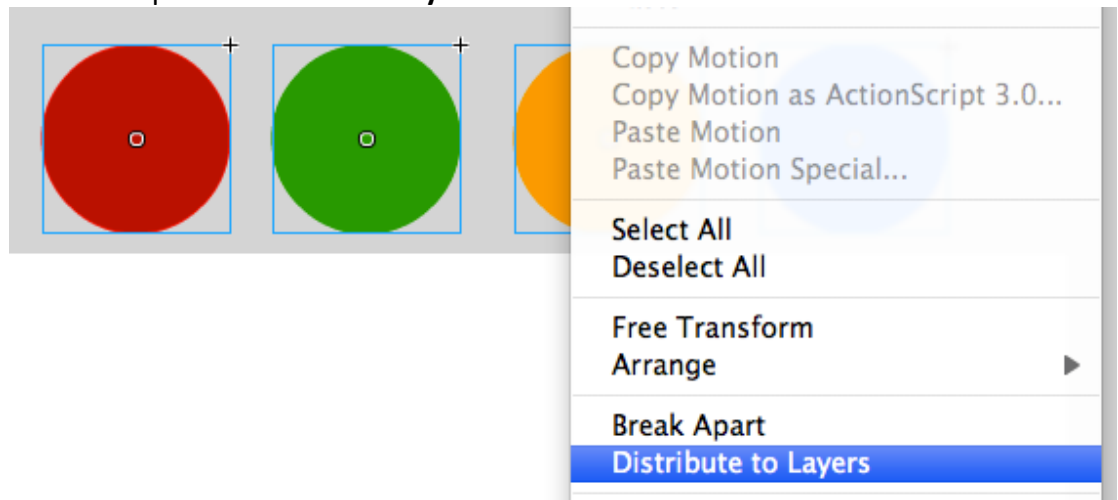 Copy Motion
Copy Motion as ActionScript 3.0...
Paste Motion
Paste Motion Special...
Select All
Deselect All
Free Transform
Arrange
Break Apart
Distribute to Layers